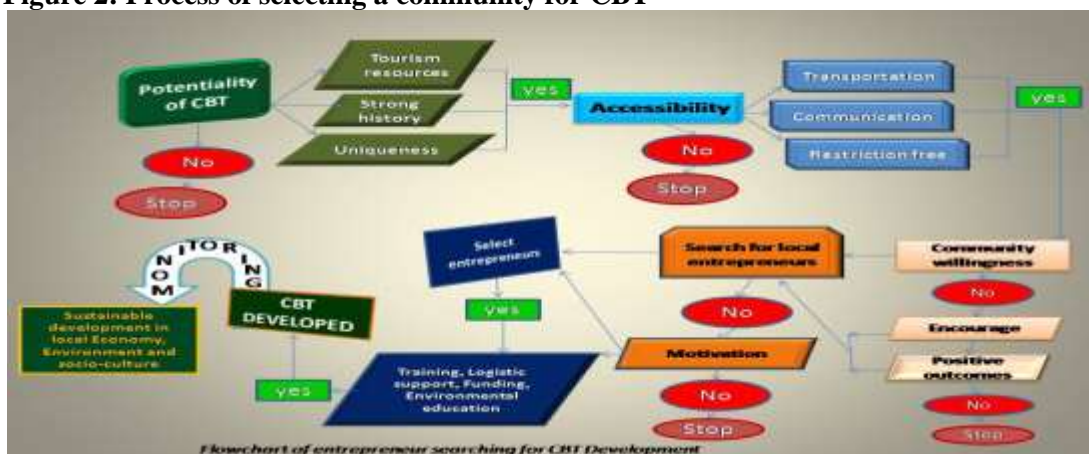 Figure 2: Process of selecting a community for CBT
Potentiality
of CBT
Tourism
resources
Strong
history
Uniqueness
yes
Accessibility
Transportation
Communication
Restriction free
yes
No
Stop
No
Stop
Community
willingness
No
Encourage
Positive
outcomes
No
Stop
Search for local
entrepreneurs
No
Motivation
No
Stop
Select
entrepreneurs
yes
Training, Logistic
support, Funding,
Environmental
education
yes
CBT
DEVELOPED
MONITORING
Sustainable
development in
local Economy,
Environment and
socio-culture
Flowchart of entrepreneur searching for CBT Development